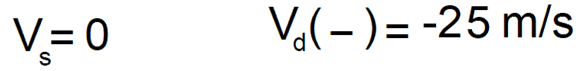 Vs= 0 Vd(-)= -25 m/s